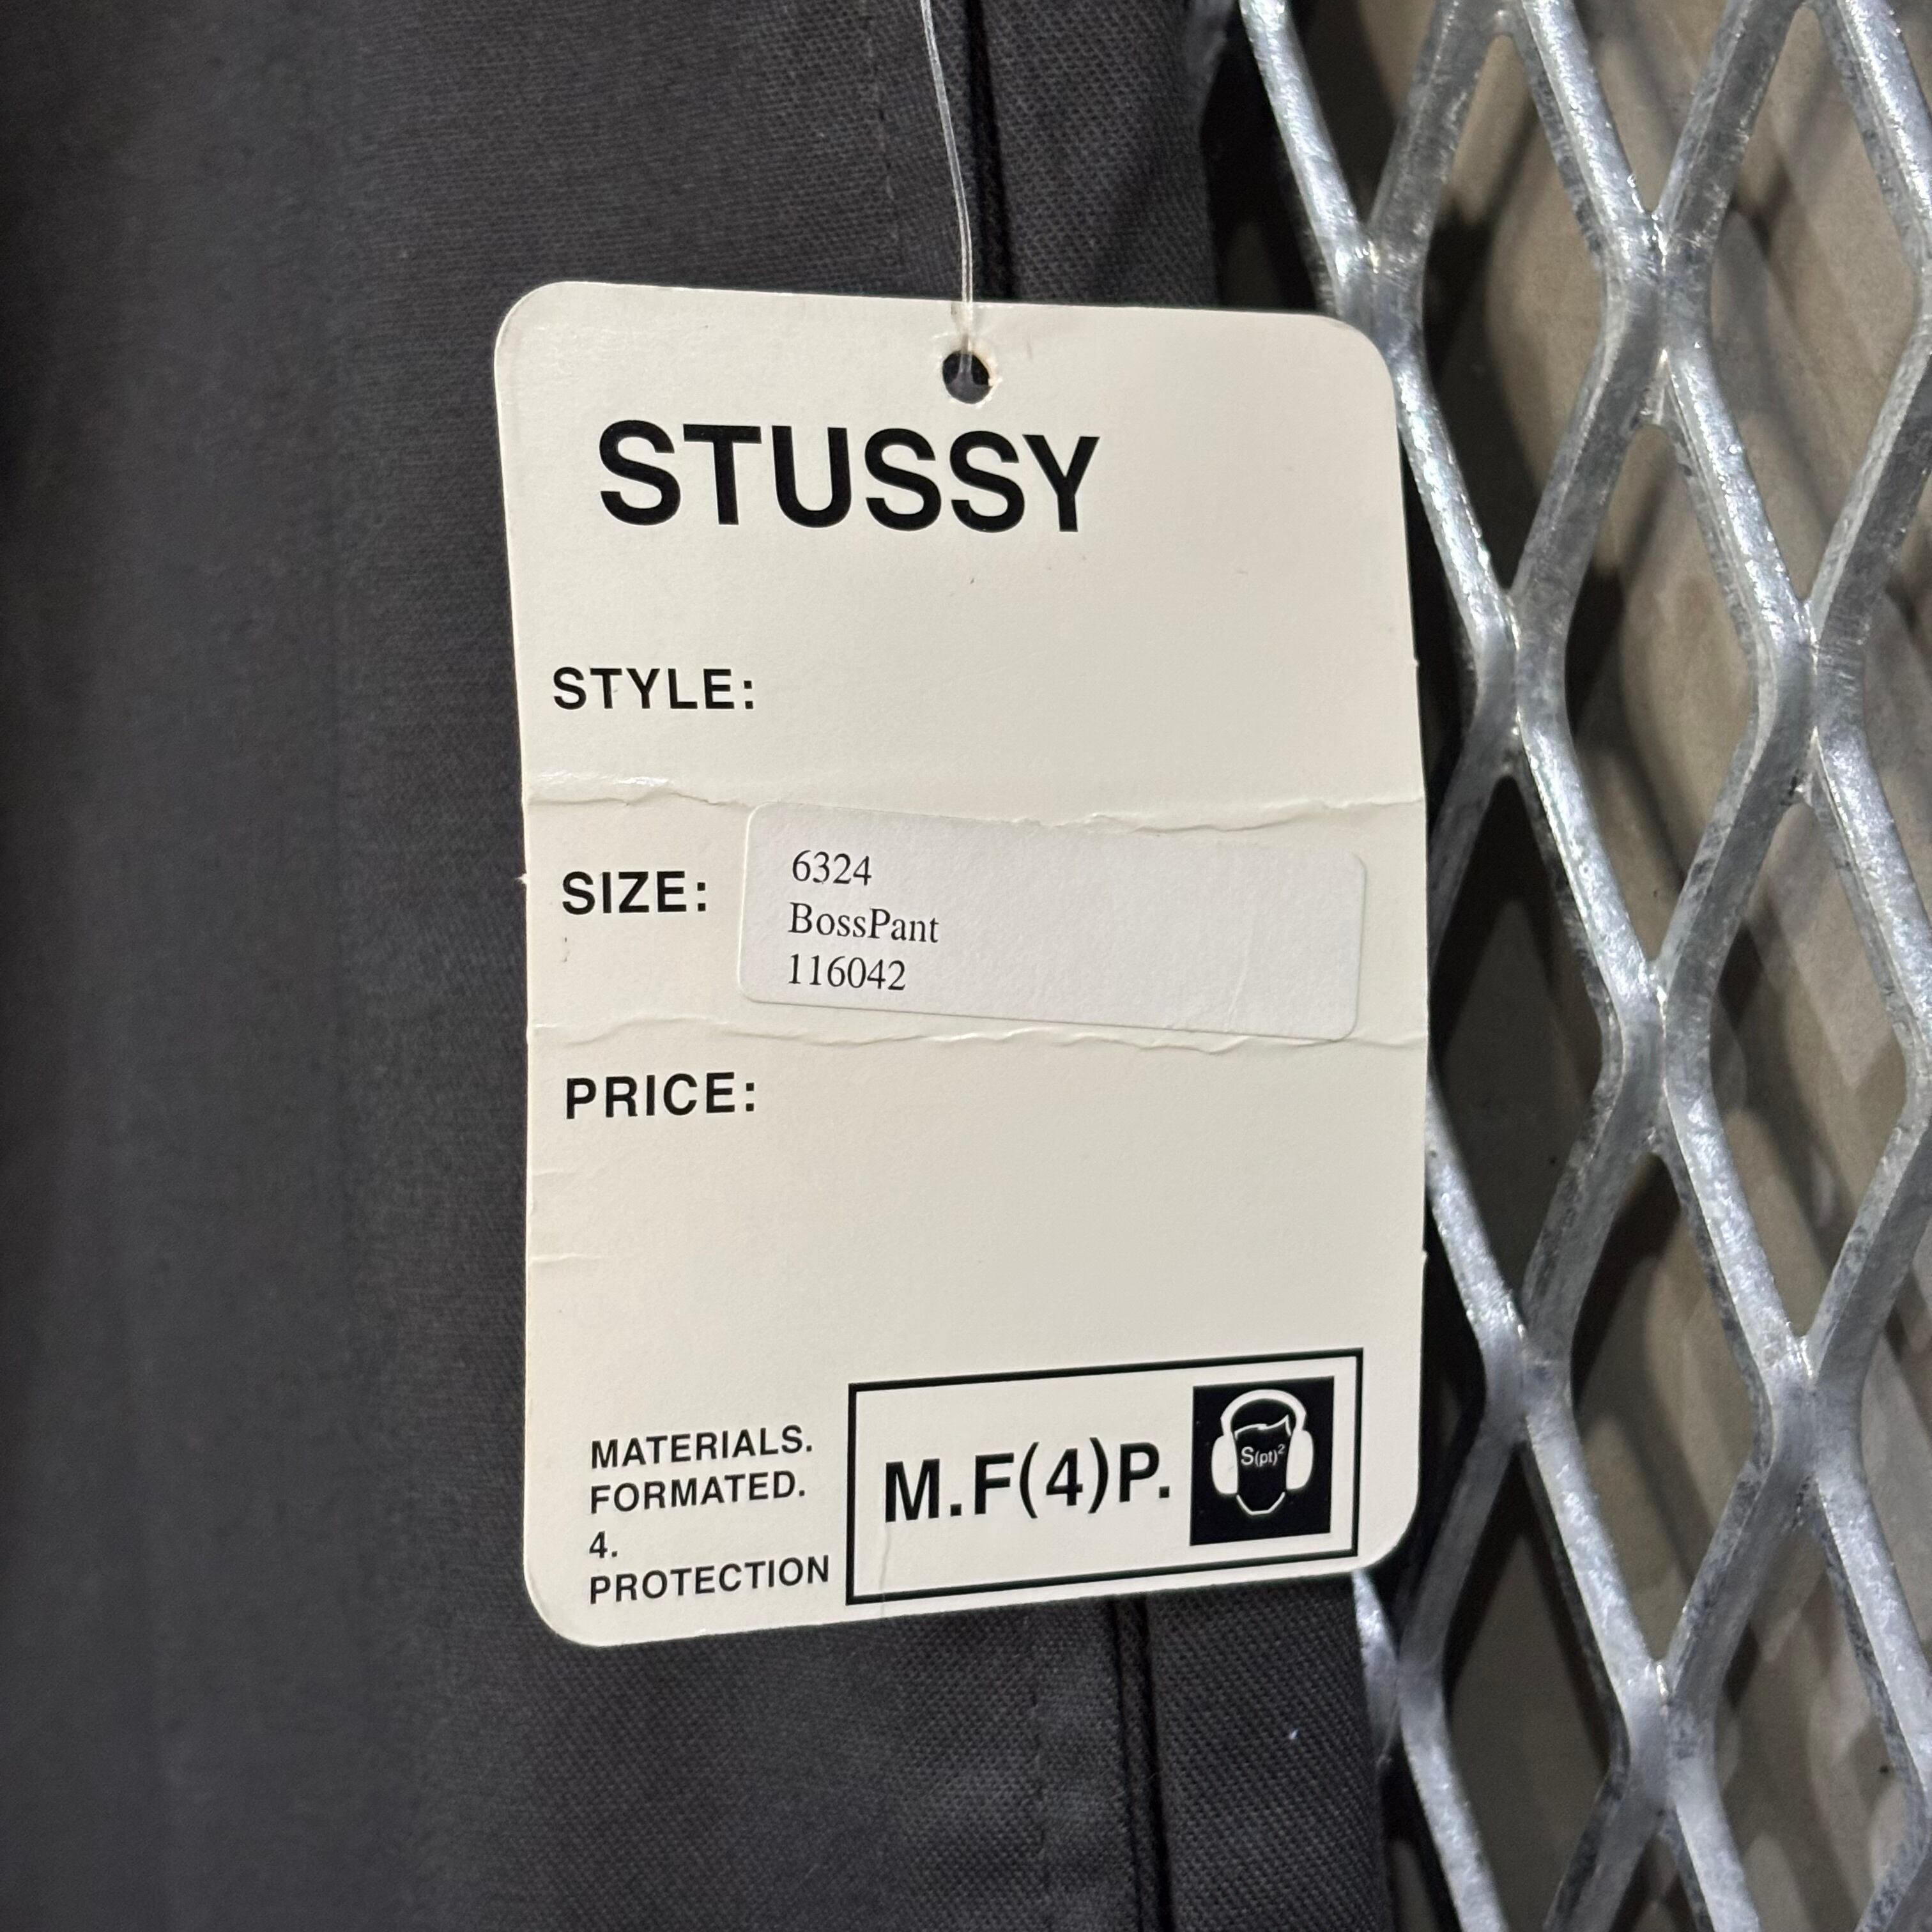 STUSSY
STYLE:
SIZE:
6324
BossPant
116042
PRICE:
MATERIALS.
FORMATED.
4.
PROTECTION
M.F(4)P.
S(pt)²